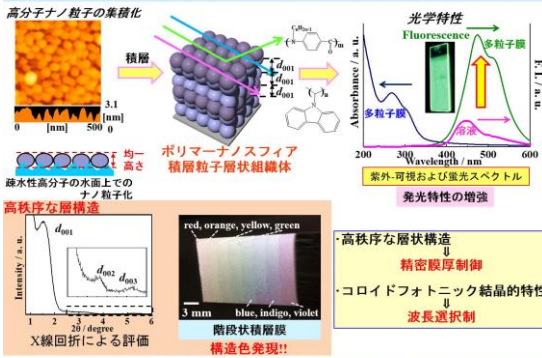 高分子ナノ粒子の集積化
3.1
[nm]
0
0 [nm] 500
均一
高さ
疎水性高分子の水面上での
ナノ粒子化
積層
d001
d001
d001
ポリマーナノスフィア
積層粒子層状組織体
光学特性
Fluorescence
多粒子膜
多粒子膜
溶液
Absorbance / a. u.
F. I. / a. u.
200 300 400 500 600
Wavelength / nm
紫外-可視および蛍光スペクトル
発光特性の増強
高秩序な層構造
d001
d002
d003
Intensity / a. u.
1 2 3 4 5 6
2θ / degree
X線回折による評価
red, orange, yellow, green
3 mm
blue, indigo, violet
階段状積層膜
構造色発現!!
・高秩序な層状構造
⇓
精密膜厚制御
・コロイドフォトニック結晶的特性
⇓
波長選択制